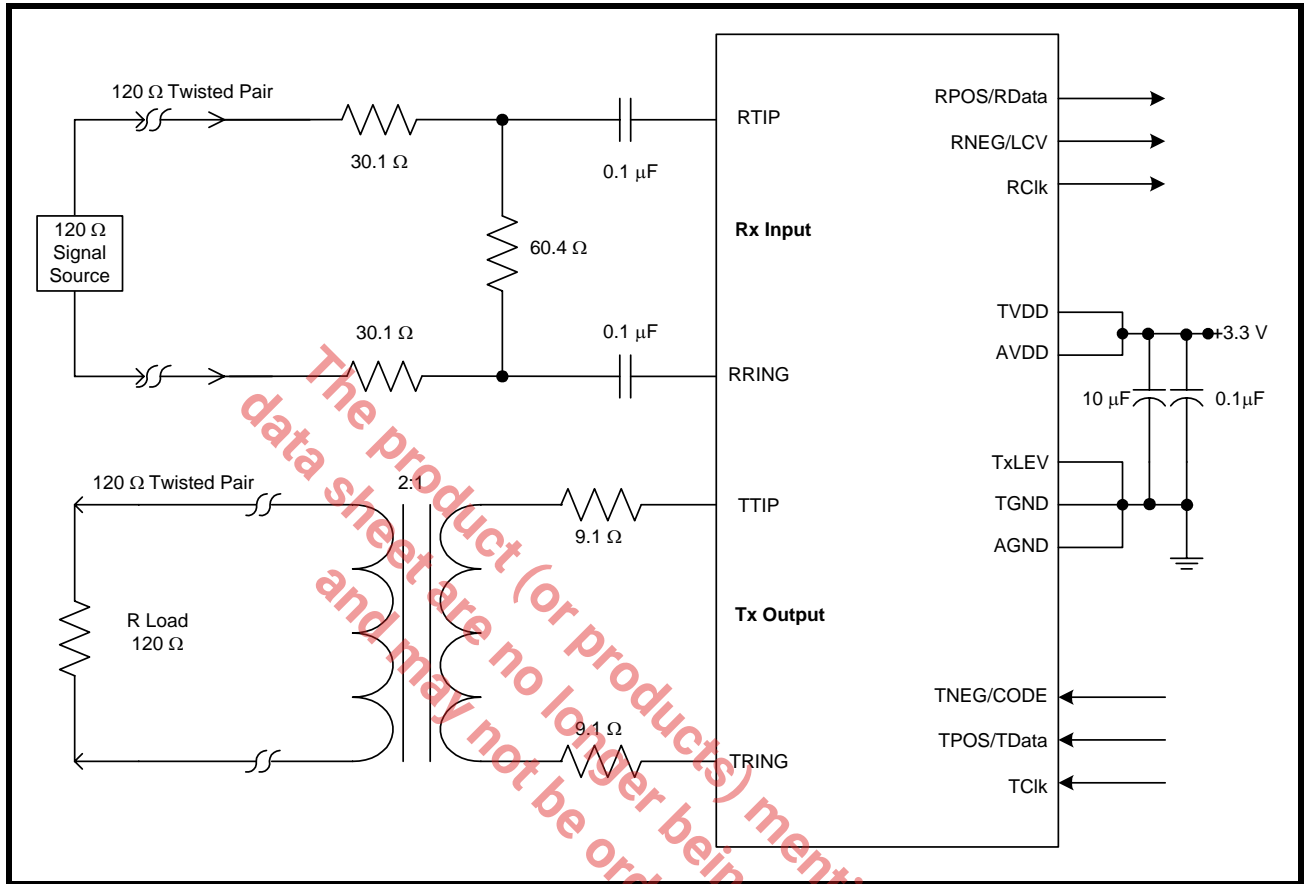 120 Ω Twisted Pair
30.1 Ω
0.1 μF
RTIP
120 Ω
Signal
Source
60.4 Ω
Rx Input
30.1 Ω
0.1 μF
RRING
120 Ω Twisted Pair
2:1
TTIP
9.1 Ω
R Load
120 Ω
Tx Output
9.1 Ω
TRING
RPOS/RData
RNEG/LCV
RClk
TVDD
AVDD
+3.3 V
10 μF
0.1μF
TxLEV
TGND
AGND
TNEG/CODE
TPOS/TData
TClk
The product (or products) menti
data sheet are no longer bein
and may not be ord